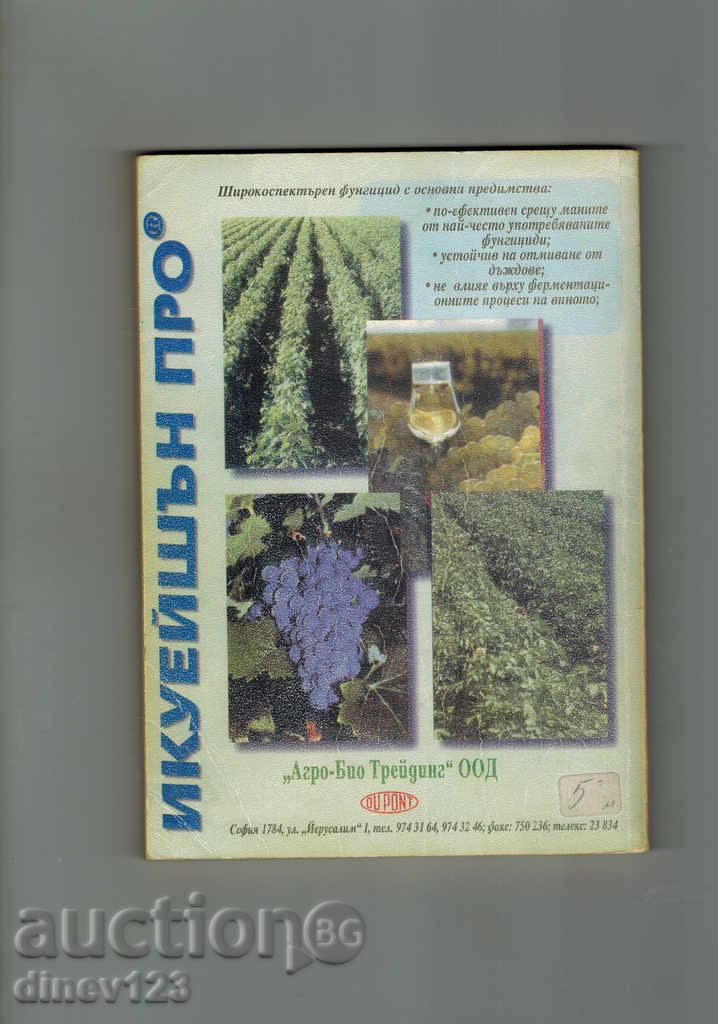 Широкоспектърен фунгицид с основни предимства:
• по-ефективен срещу маните
от най-често употребяваните
фунгициди;
• устойчив на отмиване от
дъждове;
• не влияе върху ферментаци-
онните процеси на виното;
ИКУЕЙШЪН ПРО®
„Агро-Био Трейдинг“ ООД
DU PONT
5 м
София 1784, ул. „Йерусалим“ 1, тел. 974 31 64, 974 32 46; факс: 750 236; телекс: 23 834
auction BG
dinev123